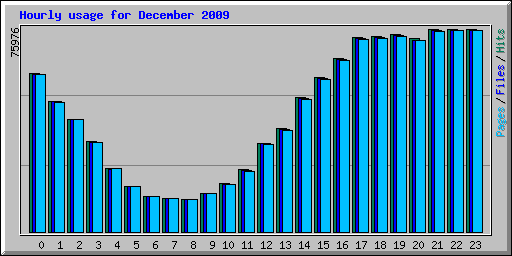 Hourly usage for December 2009
75976
Pages/Files/Hits
0 1 2 3 4 5 6 7 8 9 10 11 12 13 14 15 16 17 18 19 20 21 22 23